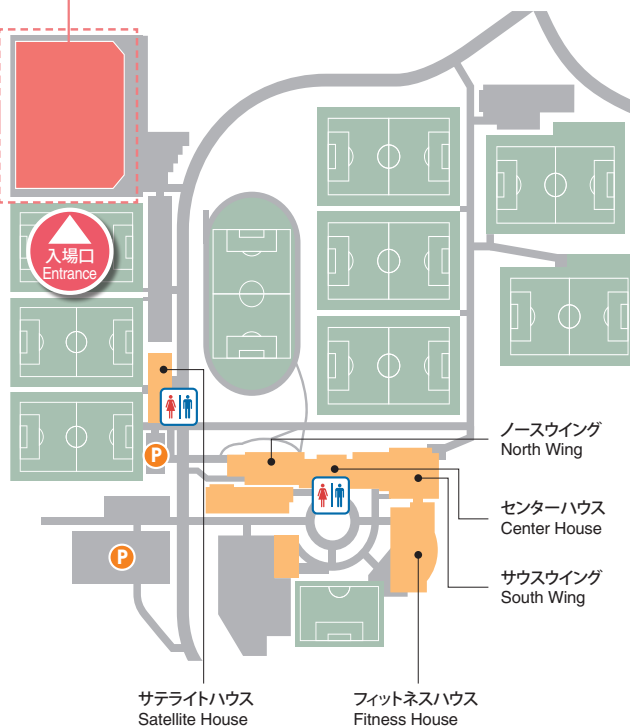 入場口
Entrance
P
P
ノースウイング
North Wing
センターハウス
Center House
サウスウイング
South Wing
サテライトハウス
Satellite House
フィットネスハウス
Fitness House